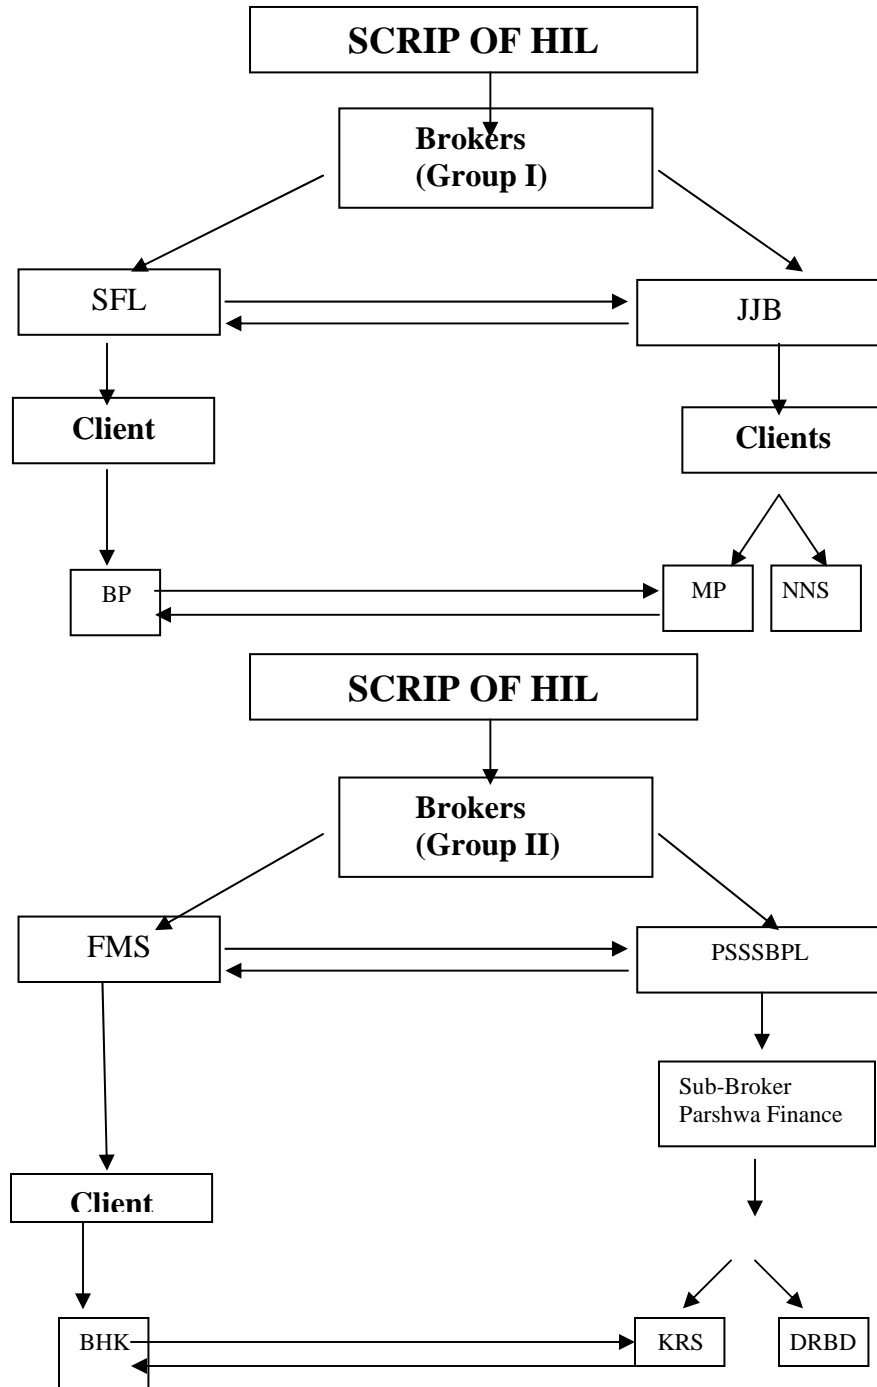 SCRIP OF HIL
Brokers
(Group I)
SFL
JJB
Client
Clients
BP
MP
NNS
SCRIP OF HIL
Brokers
(Group II)
FMS
PSSSBPL
Sub-Broker
Parshwa Finance
Client
BHK
KRS
DRBD